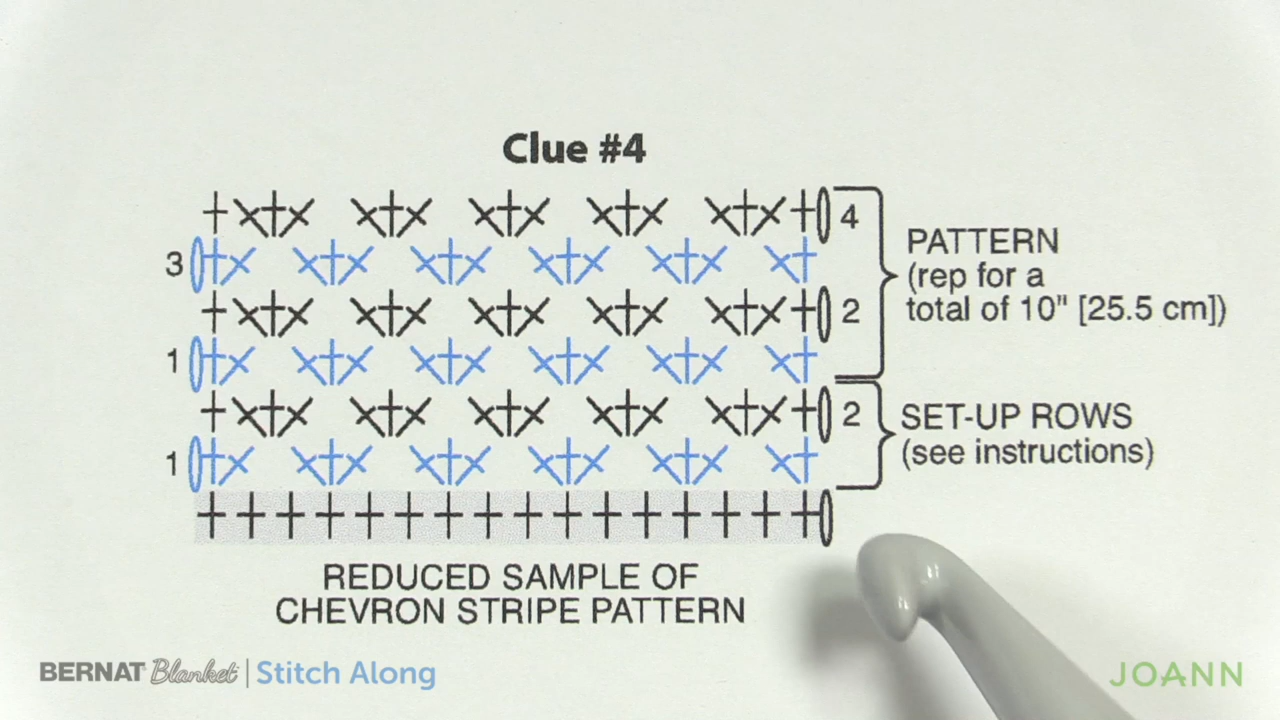 Clue #4
4
3
2
1
2
1
PATTERN
(rep for a
total of 10" [25.5 cm])
SET-UP ROWS
(see instructions)
REDUCED SAMPLE OF
CHEVRON STRIPE PATTERN
BERNAT Blanket | Stitch Along
JOANN